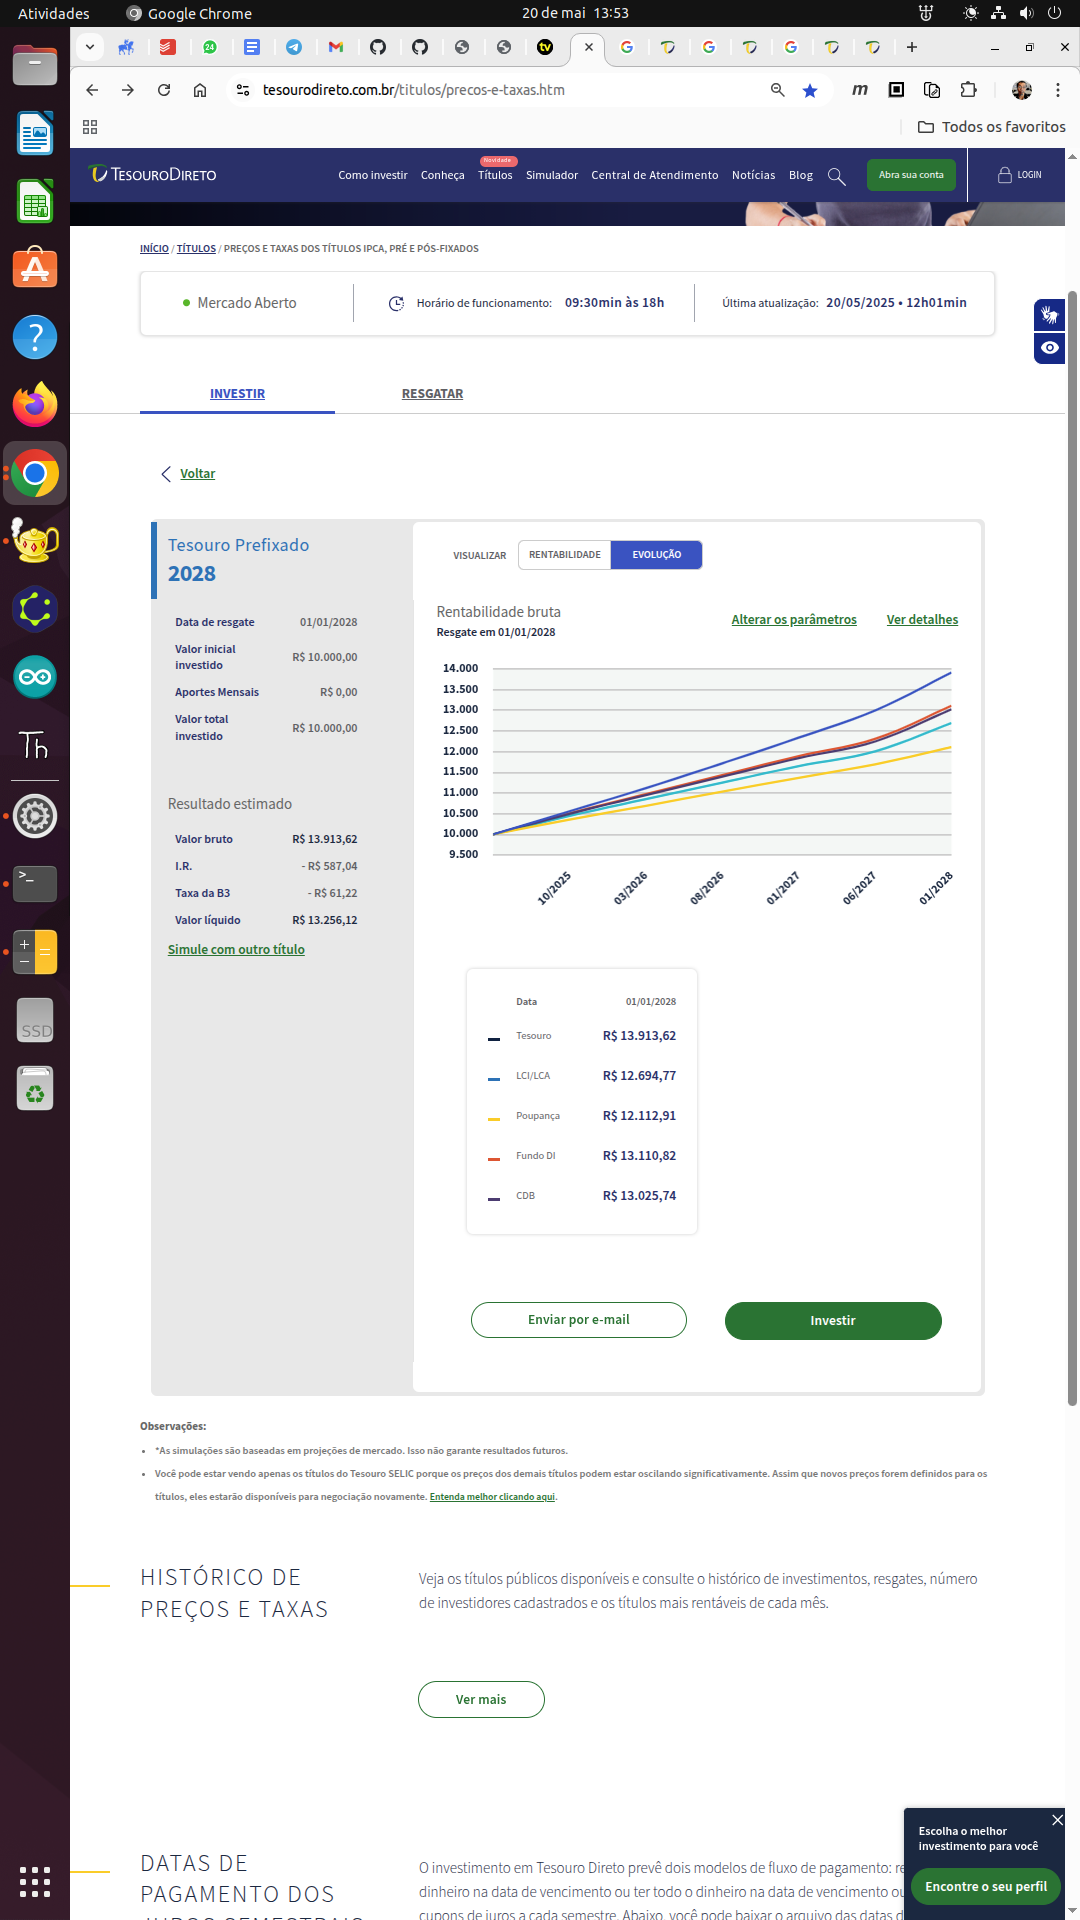 Atividades
Google Chrome
20 de mai  13:53
tesourodireto.com.br/titulos/precos-e-taxas.htm
Todos os favoritos
TESOURODIRETO
Como investir
Conheça
Novidade
Títulos
Simulador
Central de Atendimento
Notícias
Blog
Abra sua conta
LOGIN
INÍCIO / TÍTULOS / PREÇOS E TAXAS DOS TÍTULOS IPCA, PRÉ E PÓS-FIXADOS
Mercado Aberto
Horário de funcionamento: 09:30min às 18h
Última atualização: 20/05/2025 • 12h01min
INVESTIR
RESGATAR
Voltar
Tesouro Prefixado
2028
Data de resgate 01/01/2028
Valor inicial
investido R$ 10.000,00
Aportes Mensais R$ 0,00
Valor total
investido R$ 10.000,00
Resultado estimado
Valor bruto R$ 13.913,62
I.R. - R$ 587,04
Taxa da B3 - R$ 61,22
Valor líquido R$ 13.256,12
Simule com outro título
VISUALIZAR
RENTABILIDADE
EVOLUÇÃO
Rentabilidade bruta
Resgate em 01/01/2028
Alterar os parâmetros
Ver detalhes
14.000
13.500
13.000
12.500
12.000
11.500
11.000
10.500
10.000
9.500
10/2025
03/2026
08/2026
01/2027
06/2027
01/2028
Data 01/01/2028
Tesouro R$ 13.913,62
LCI/LCA R$ 12.694,77
Poupança R$ 12.112,91
Fundo DI R$ 13.110,82
CDB R$ 13.025,74
Enviar por e-mail
Investir
Observações:
• *As simulações são baseadas em projeções de mercado. Isso não garante resultados futuros.
• Você pode estar vendo apenas os títulos do Tesouro SELIC porque os preços dos demais títulos podem estar oscilando significativamente. Assim que novos preços forem definidos para os
títulos, eles estarão disponíveis para negociação novamente. Entenda melhor clicando aqui.
HISTÓRICO DE
PREÇOS E TAXAS
Veja os títulos públicos disponíveis e consulte o histórico de investimentos, resgates, número
de investidores cadastrados e os títulos mais rentáveis de cada mês.
Ver mais
DATAS DE
PAGAMENTO DOS
JUROS SEMESTRAIS
O investimento em Tesouro Direto prevê dois modelos de fluxo de pagamento: re
dinheiro na data de vencimento ou ter todo o dinheiro na data de vencimento ou
cupons de juros a cada semestre. Abaixo, você pode baixar o arquivo das datas d
Escolha o melhor
investimento para você
Encontre o seu perfil
SSD
Th
24
tv
m